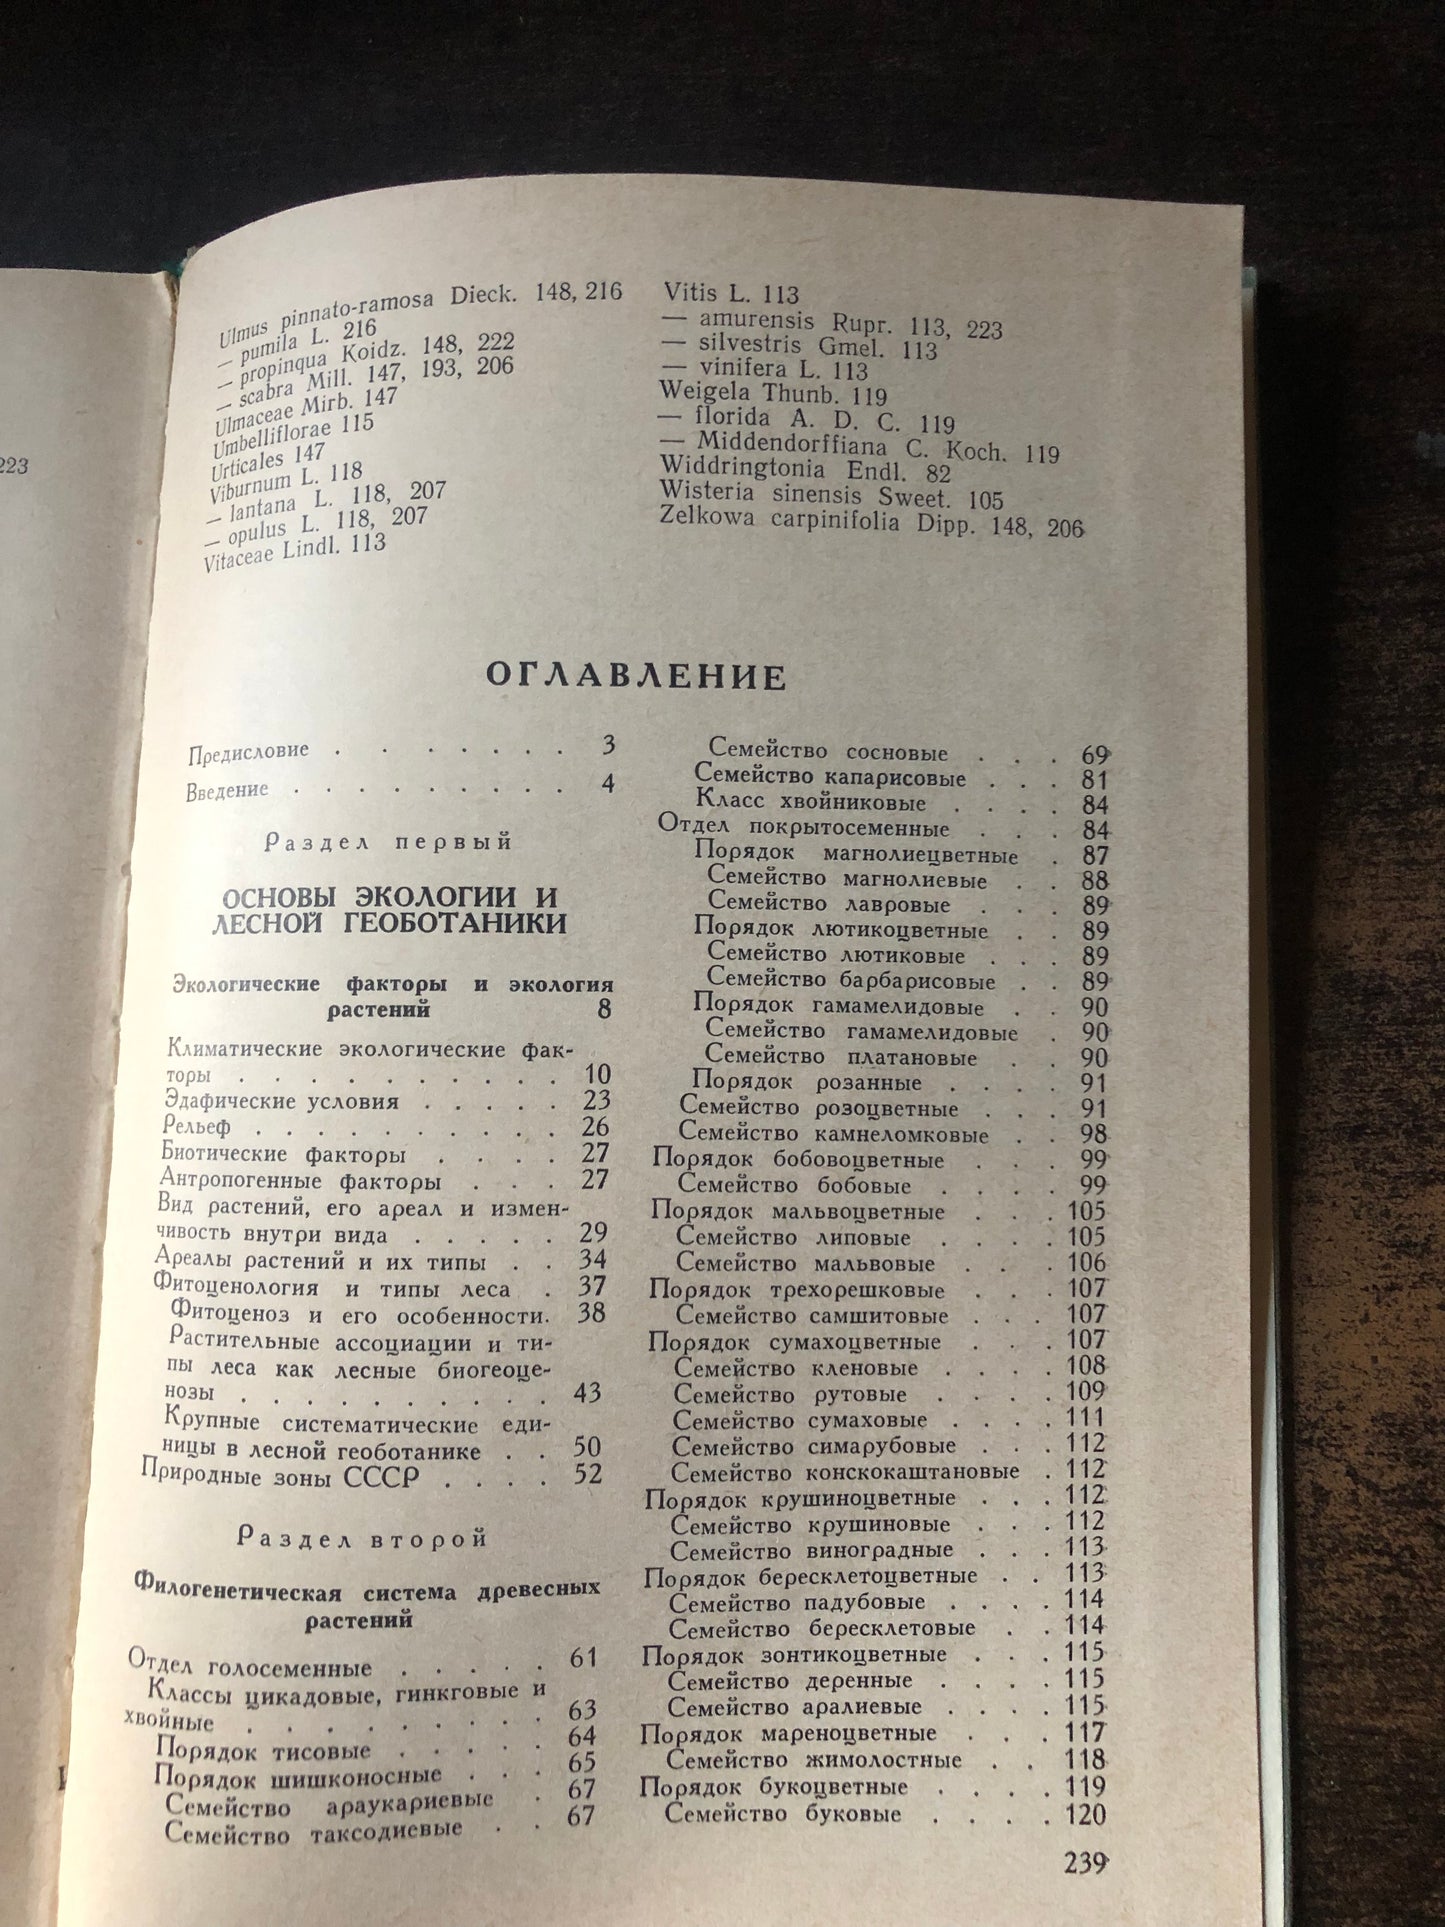 223
Ulmus pinnato-ramosa Dieck. 148, 216
— pumila L. 216
— propinqua Koidz. 148, 222
— scabra Mill. 147, 193, 206
Ulmaceae Mirb. 147
Umbelliflorae 115
Urticales 147
Viburnum L. 118
— lantana L. 118, 207
— opulus L. 118, 207
Vitaceae Lindl. 113
Vitis L. 113
— amurensis Rupr. 113, 223
— silvestris Gmel. 113
— vinifera L. 113
Weigela Thunb. 119
— florida A. D. C. 119
— Middendorffiana C. Koch. 119
Widdringtonia Endl. 82
Wisteria sinensis Sweet. 105
Zelkowa carpinifolia Dipp. 148, 206
ОГЛАВЛЕНИЕ
Предисловие . . . . . . . 3
Введение . . . . . . . . . 4
Раздел первый
ОСНОВЫ ЭКОЛОГИИ И
ЛЕСНОЙ ГЕОБОТАНИКИ
Экологические факторы и экология
растений 8
Климатические экологические фак-
торы . . . . . . . . . . 10
Эдафические условия . . . . . 23
Рельеф . . . . . . . . . . 26
Биотические факторы . . . . 27
Антропогенные факторы . . . 27
Вид растений, его ареал и измен-
чивость внутри вида . . . . . 29
Ареалы растений и их типы . . 34
Фитоценология и типы леса . 37
Фитоценоз и его особенности. 38
Растительные ассоциации и ти-
пы леса как лесные биогеоце-
нозы . . . . . . . . . . 43
Крупные систематические еди-
ницы в лесной геоботанике . . 50
Природные зоны СССР . . . . 52
Раздел второй
Филогенетическая система древесных
растений
Отдел голосеменные . . . . . 61
Классы цикадовые, гинкговые и
хвойные . . . . . . . . . 63
Порядок тисовые . . . . . 64
Порядок шишконосные . . . 65
Семейство араукариевые . 67
Семейство таксодиевые . . 67
Семейство сосновые . . . 69
Семейство капарисовые . . . 81
Класс хвойниковые . . . . 84
Отдел покрытосеменные . . . 84
Порядок магнолиецветные . 87
Семейство магнолиевые . . 88
Семейство лавровые . . . 89
Порядок лютикоцветные . . 89
Семейство лютиковые . . . 89
Семейство барбарисовые . . 89
Порядок гамамелидовые . . 90
Семейство гамамелидовые . 90
Семейство платановые . . 90
Порядок розанные . . . . 91
Семейство розоцветные . . . 91
Семейство камнеломковые . . 98
Порядок бобовоцветные . . . 99
Семейство бобовые . . . . 99
Порядок мальвоцветные . . . 105
Семейство липовые . . . . 105
Семейство мальвовые . . . 106
Порядок трехорешковые . . . 107
Семейство самшитовые . . . 107
Порядок сумахоцветные . . . 107
Семейство кленовые . . . . 108
Семейство рутовые . . . . 109
Семейство сумаховые . . . . 111
Семейство симарубовые . . . 112
Семейство конскокаштановые . 112
Порядок крушиноцветные . . . 112
Семейство крушиновые . . . 112
Семейство виноградные . . . 113
Порядок бересклетоцветные . . 113
Семейство падубовые . . . . 114
Семейство бересклетовые . . 114
Порядок зонтикоцветные . . . 115
Семейство деренные . . . . 115
Семейство аралиевые . . . . 115
Порядок мареноцветные . . . 117
Семейство жимолостные . . 118
Порядок букоцветные . . . . 119
Семейство буковые . . . . 120
239